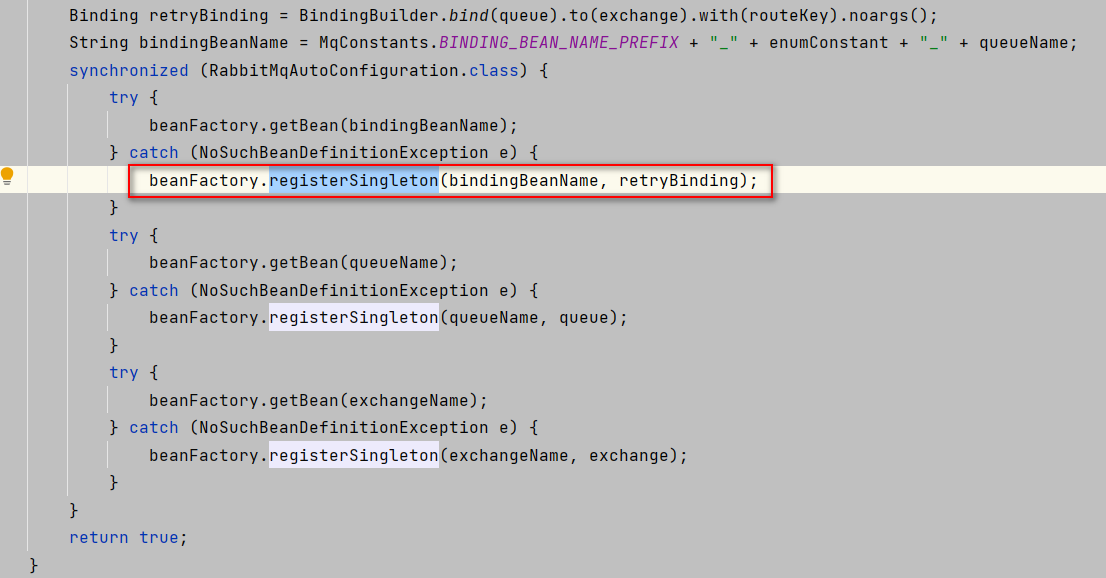 Binding retryBinding = BindingBuilder.bind(queue).to(exchange).with(routeKey).noargs();
String bindingBeanName = MqConstants.BINDING_BEAN_NAME_PREFIX + "_" + enumConstant + "_" + queueName;
synchronized (RabbitMqAutoConfiguration.class) {
try {
beanFactory.getBean(bindingBeanName);
} catch (NoSuchBeanDefinitionException e) {
beanFactory.registerSingleton(bindingBeanName, retryBinding);
}
try {
beanFactory.getBean(queueName);
} catch (NoSuchBeanDefinitionException e) {
beanFactory.registerSingleton(queueName, queue);
}
try {
beanFactory.getBean(exchangeName);
} catch (NoSuchBeanDefinitionException e) {
beanFactory.registerSingleton(exchangeName, exchange);
}
}
return true;
}